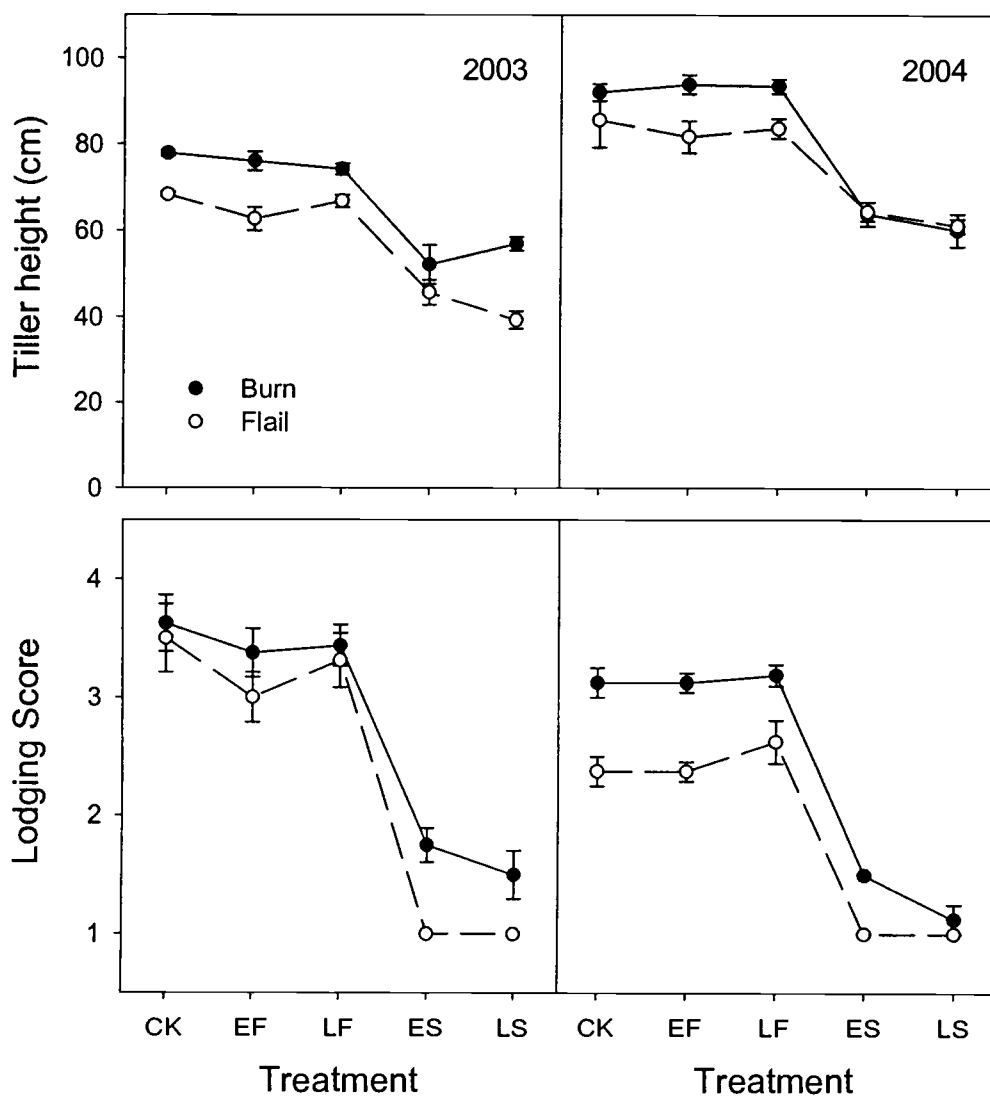 2003
2004
Tiller height (cm)
100
80
60
40
20
0
Burn
Flail
Lodging Score
4
3
2
1
CK EF LF ES LS
CK EF LF ES LS
Treatment
Treatment